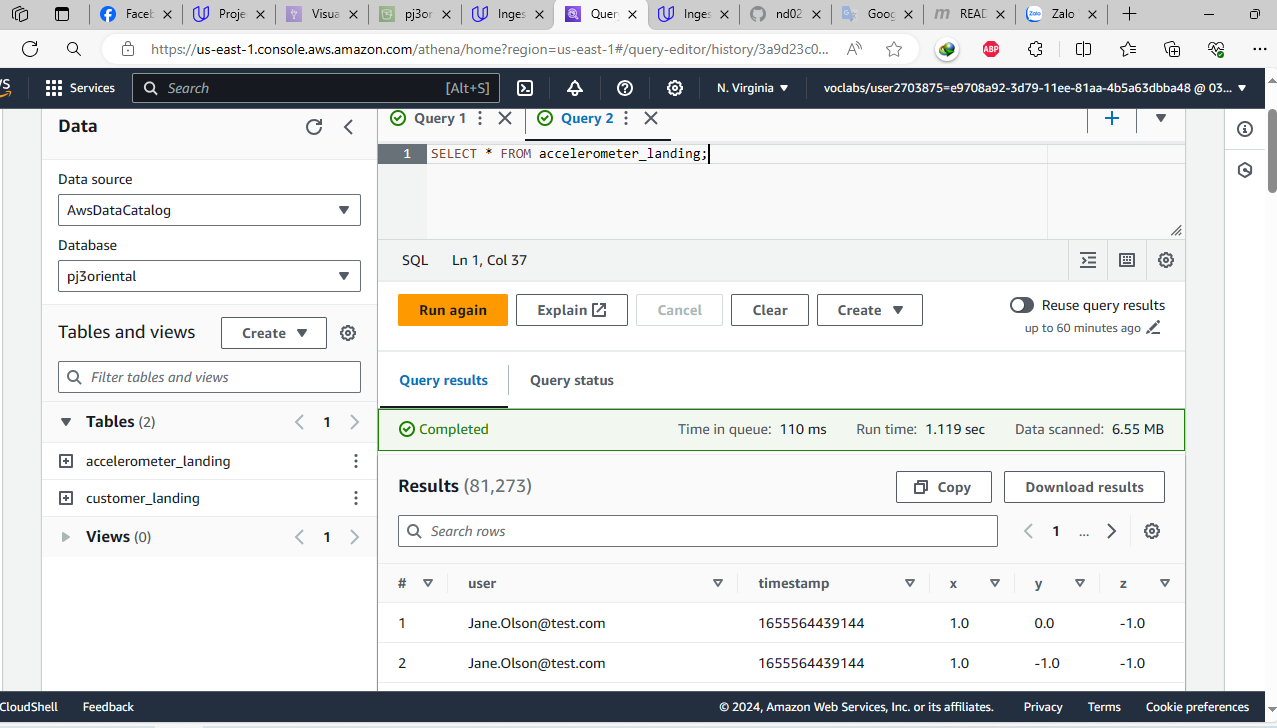 Faceb
Proje
Visua
pj3or
Inges
Query
Inges
nd02
Goog
READ
Zalo
https://us-east-1.console.aws.amazon.com/athena/home?region=us-east-1#/query-editor/history/3a9d23c0...
ABP
Services
Search
[Alt+S]
N. Virginia
voclabs/user2703875=e9708a92-3d79-11ee-81aa-4b5a63dbba48 @ 03...
Data
Data source
AwsDataCatalog
Database
pj3oriental
Tables and views
Create
Filter tables and views
Tables (2)
1
accelerometer_landing
customer_landing
Views (0)
1
Query 1
Query 2
1 SELECT * FROM accelerometer_landing;
SQL Ln 1, Col 37
Run again
Explain
Cancel
Clear
Create
Reuse query results
up to 60 minutes ago
Query results
Query status
Completed
Time in queue: 110 ms
Run time: 1.119 sec
Data scanned: 6.55 MB
Results (81,273)
Copy
Download results
Search rows
1 ...
# user timestamp x y z
1 Jane.Olson@test.com 1655564439144 1.0 0.0 -1.0
2 Jane.Olson@test.com 1655564439144 1.0 -1.0 -1.0
CloudShell
Feedback
© 2024, Amazon Web Services, Inc. or its affiliates.
Privacy
Terms
Cookie preferences